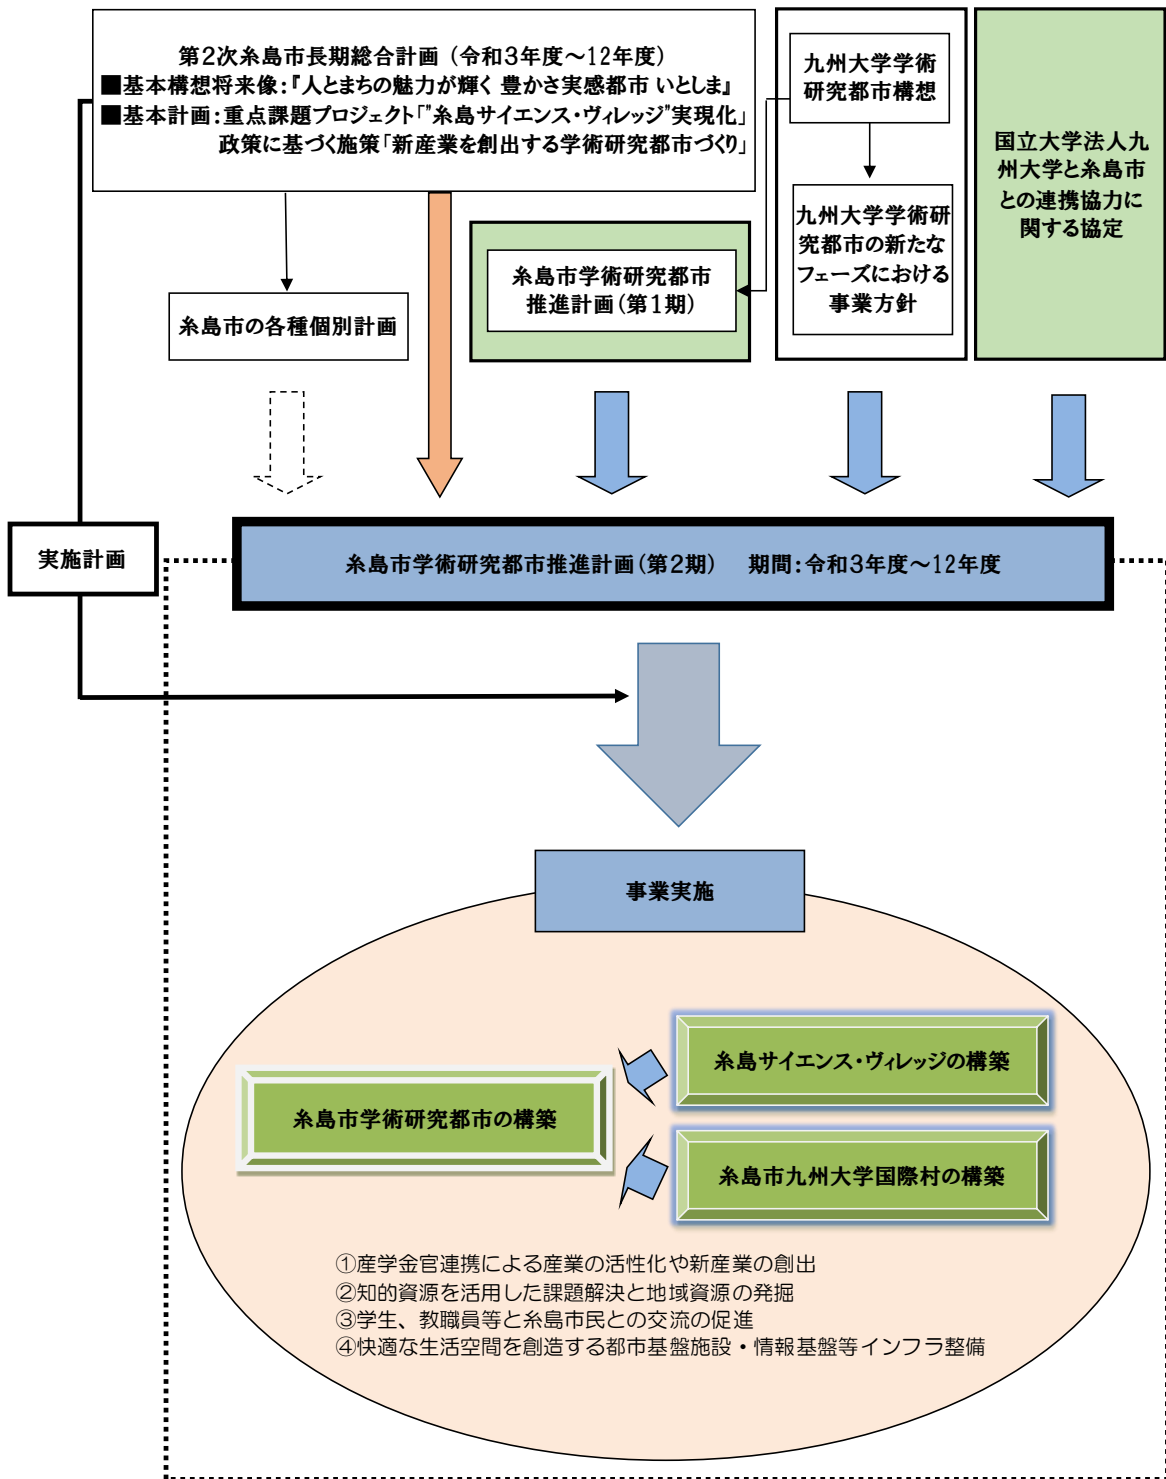 第２次糸島市長期総合計画 （令和３年度～12年度）
■基本構想将来像：『人とまちの魅力が輝く 豊かさ実感都市 いとしま』
■基本計画：重点課題プロジェクト「"糸島サイエンス・ヴィレッジ"実現化」
政策に基づく施策「新産業を創出する学術研究都市づくり」
九州大学学術
研究都市構想
国立大学法人九
州大学と糸島市
との連携協力に
関する協定
九州大学学術研
究都市の新たな
フェーズにおける
事業方針
糸島市学術研究都市
推進計画（第１期）
糸島市の各種個別計画
実施計画
糸島市学術研究都市推進計画（第２期）　期間：令和３年度～12年度
事業実施
糸島サイエンス・ヴィレッジの構築
糸島市学術研究都市の構築
糸島市九州大学国際村の構築
①産学金官連携による産業の活性化や新産業の創出
②知的資源を活用した課題解決と地域資源の発掘
③学生、教職員等と糸島市民との交流の促進
④快適な生活空間を創造する都市基盤施設・情報基盤等インフラ整備